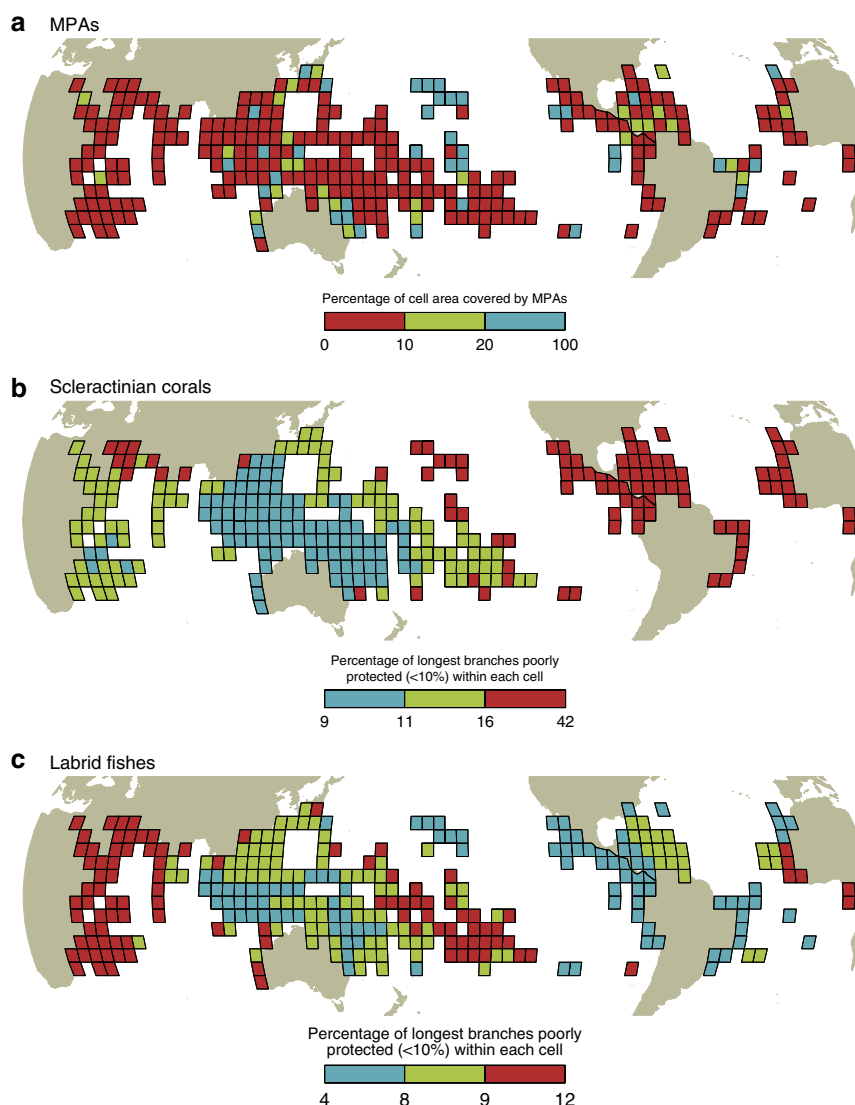 a MPAs
Percentage of cell area covered by MPAs
0 10 20 100
b Scleractinian corals
Percentage of longest branches poorly
protected (<10%) within each cell
9 11 16 42
c Labrid fishes
Percentage of longest branches poorly
protected (<10%) within each cell
4 8 9 12